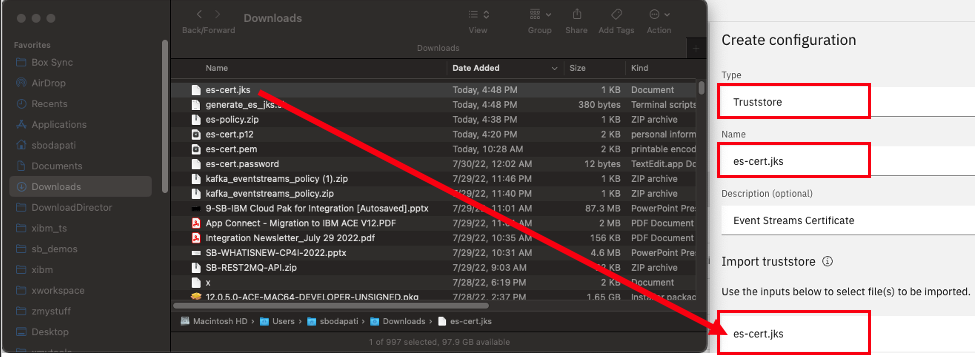 Downloads
Back/Forward
View
Group
Share
Add Tags
Action
Downloads
Favorites
Box Sync
AirDrop
Recents
Applications
sbodapati
Documents
Downloads
DownloadDirector
xibm_ts
sb_demos
xibm
xworkspace
zmystuff
Desktop
xmytools
Name Date Added Size Kind
es-cert.jks Today, 4:48 PM 1 KB Document
generate_es_jks. Today, 4:48 PM 380 bytes Terminal scripts
es-policy.zip Today, 4:38 PM 1 KB ZIP archive
es-cert.p12 Today, 4:20 PM 2 KB personal inform
es-cert.pem Today, 10:28 AM 2 KB printable encod
es-cert.password 7/30/22, 12:02 AM 12 bytes TextEdit.app Do
kafka_eventstreams_policy (1).zip 7/29/22, 11:46 PM 1 KB ZIP archive
kafka_eventstreams_policy.zip 7/29/22, 11:40 PM 1 KB ZIP archive
9-SB-IBM Cloud Pak for Integration [Autosaved].pptx 7/29/22, 11:01 AM 87.3 MB PowerPoint Pres
App Connect - Migration to IBM ACE V12.PDF 7/29/22, 11: AM 2 MB PDF Document
Integration Newsletter_July 29 2022.pdf 7/29/22, 10:35 AM 156 KB PDF Document
SB-WHATISNEW-CP4I-2022.pptx 7/29/22, 10:31 AM 4.6 MB PowerPoint Pres
SB-REST2MQ-API.zip 7/29/22, 9:03 AM KB ZIP archive
x 7/28/22, 6:19 PM 2 KB Document
12.0.5.0-ACE-MAC64-DEVELOPER-UNSIGNED.pkg 7/28/22, 2:37 PM 1.65 GB Installer packag
Macintosh HD › Users › sbodapati › Downloads › es-cert.jks
1 of 997 selected, 97.9 GB available
Create configuration
Type
Truststore
Name
es-cert.jks
Description (optional)
Event Streams Certificate
Import truststore
Use the inputs below to select file(s) to be imported.
es-cert.jks